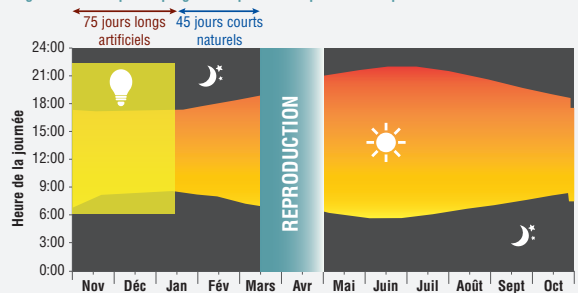 75 jours longs
artificiels
45 jours courts
naturels
24:00
21:00
18:00
15:00
12:00
9:00
6:00
3:00
0:00
Heure de la journée
REPRODUCTION
Nov Déc Jan Fév Mars Avr Mai Juin Juil Août Sept Oct